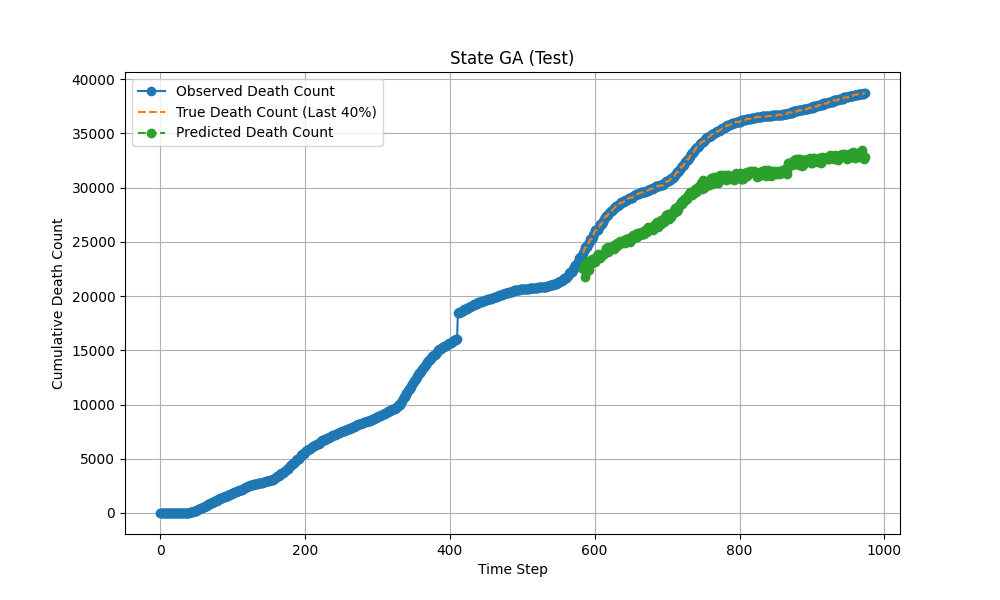 State GA (Test)
Observed Death Count
True Death Count (Last 40%)
Predicted Death Count
Cumulative Death Count
40000
35000
30000
25000
20000
15000
10000
5000
0
0 200 400 600 800 1000
Time Step